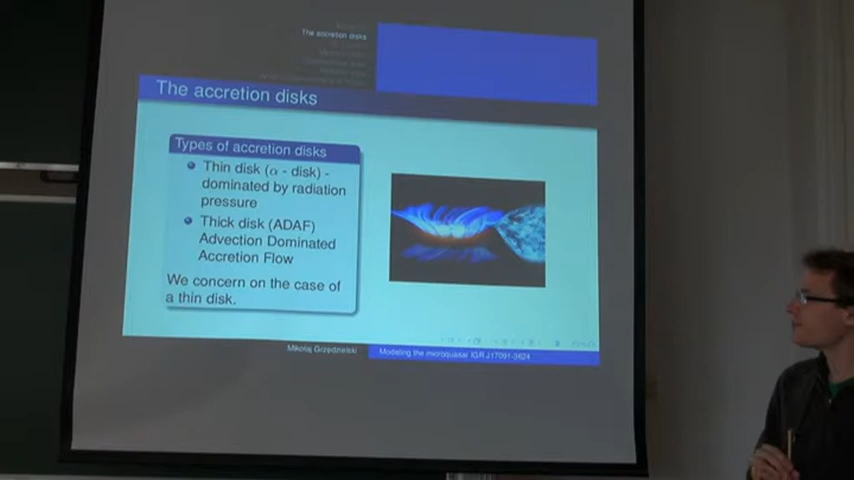 The accretion disks
The accretion disks
Types of accretion disks
Thin disk (α - disk) -
dominated by radiation
pressure
Thick disk (ADAF)
Advection Dominated
Accretion Flow
We concern on the case of
a thin disk.
Mikołaj Grzędzielski
Modeling the microquasar IGR J17091-3624